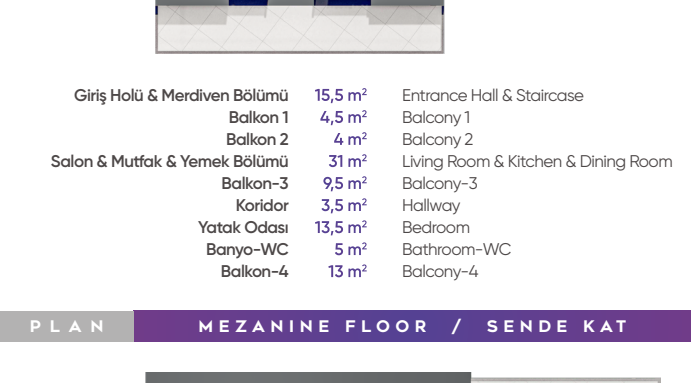 Giriş Holü & Merdiven Bölümü 15,5 m² Entrance Hall & Staircase
Balkon 1 4,5 m² Balcony 1
Balkon 2 4 m² Balcony 2
Salon & Mutfak & Yemek Bölümü 31 m² Living Room & Kitchen & Dining Room
Balkon-3 9,5 m² Balcony-3
Koridor 3,5 m² Hallway
Yatak Odası 13,5 m² Bedroom
Banyo-WC 5 m² Bathroom-WC
Balkon-4 13 m² Balcony-4
PLAN MEZANINE FLOOR / SENDE KAT